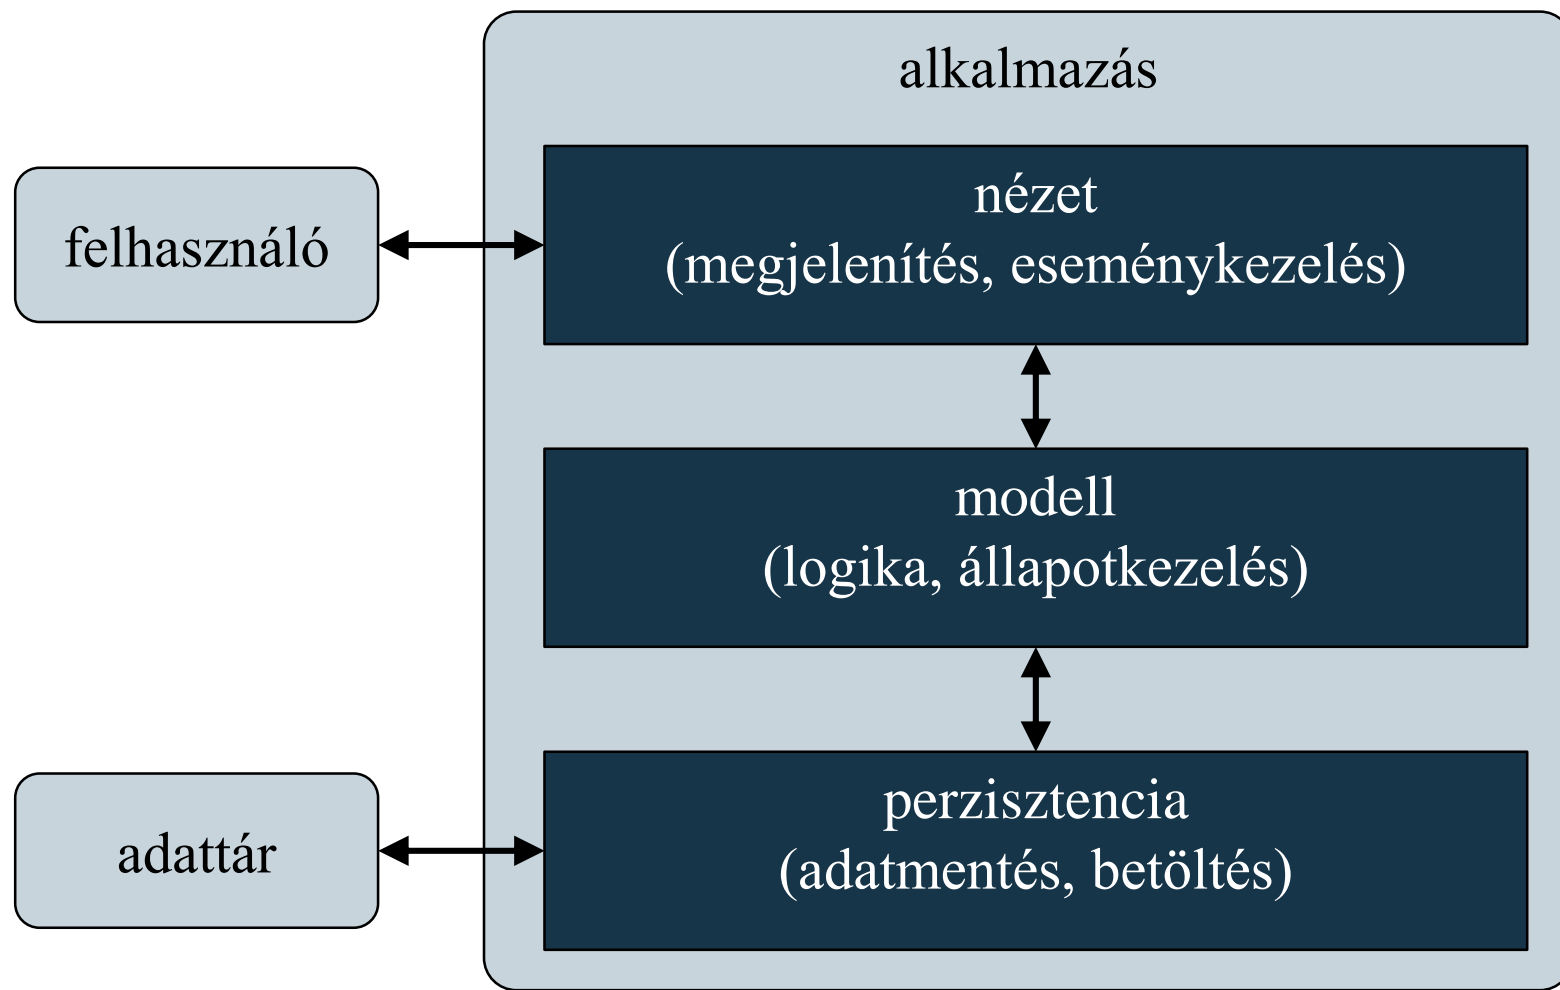 alkalmazás
felhasználó
nézet
(megjelenítés, eseménykezelés)
modell
(logika, állapotkezelés)
adattár
perzisztencia
(adatmentés, betöltés)